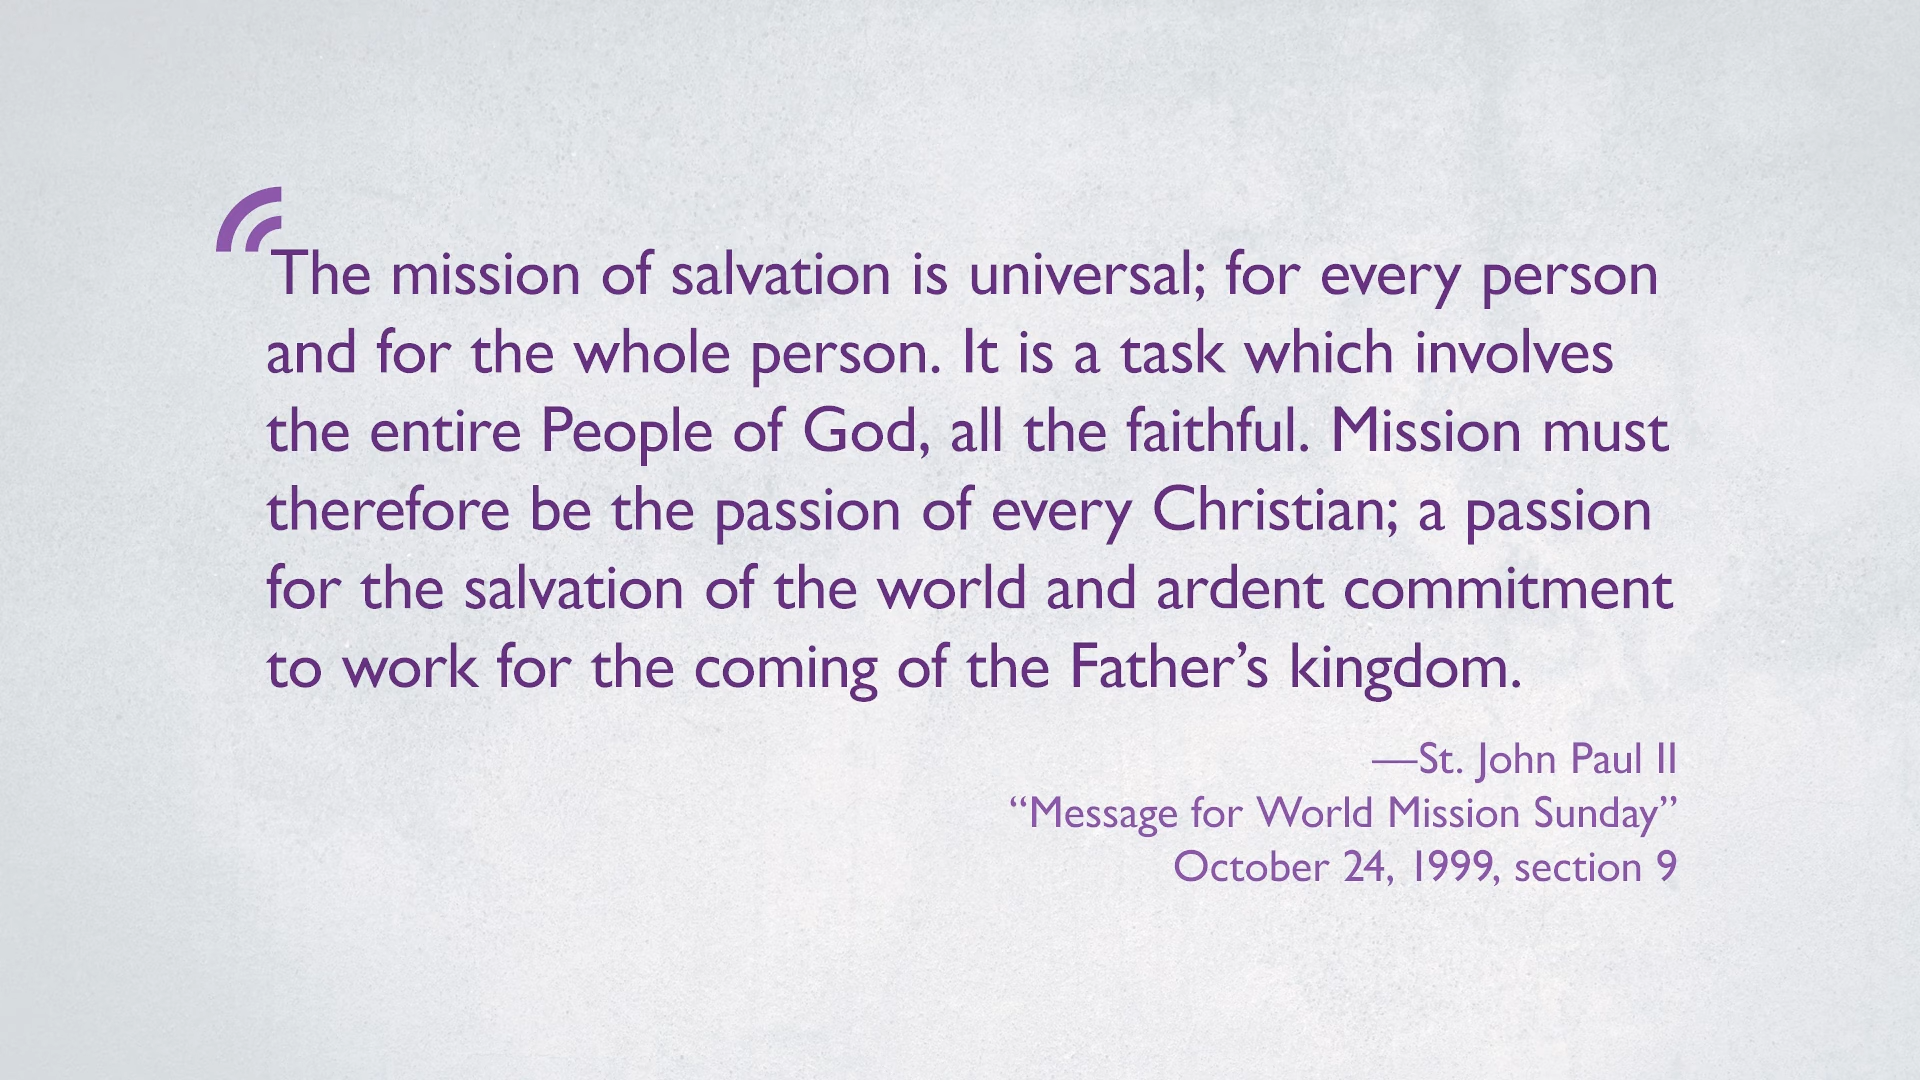 The mission of salvation is universal; for every person
and for the whole person. It is a task which involves
the entire People of God, all the faithful. Mission must
therefore be the passion of every Christian; a passion
for the salvation of the world and ardent commitment
to work for the coming of the Father’s kingdom.
—St. John Paul II
“Message for World Mission Sunday”
October 24, 1999, section 9